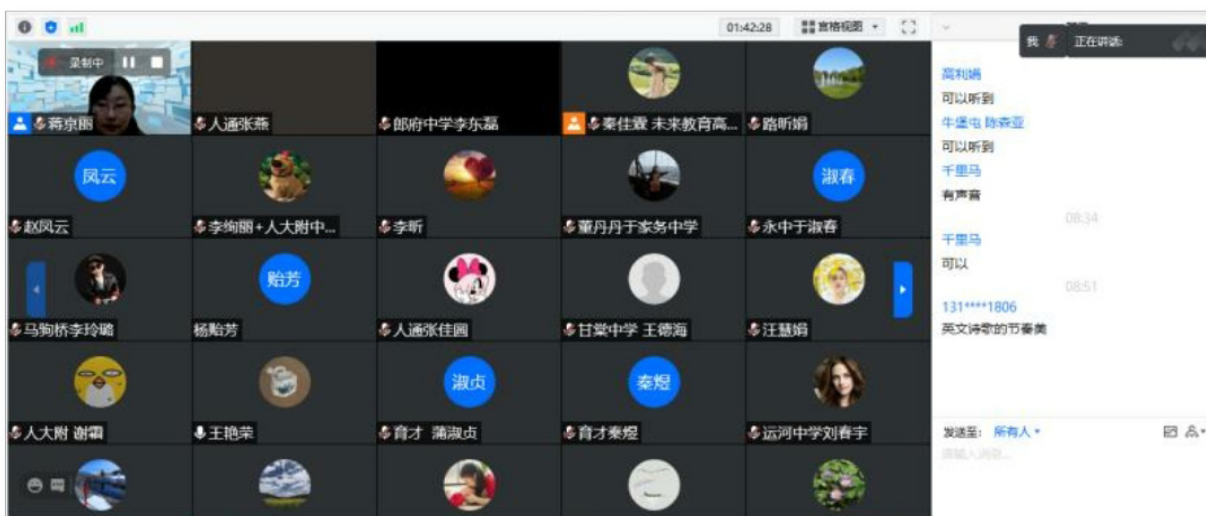 01:42:28 宫格视图
录制中
蒋京丽
人通张燕
郎府中学李东磊
秦佳霖 未来教育高...
路昕娟
凤云
淑春
赵凤云
李绚丽+人大附中...
李昕
董丹丹于家务中学
永中于淑春
贻芳
马驹桥李玲璐
杨贻芳
人通张佳圆
甘棠中学 王德海
汪慧娟
淑贞
秦煜
人大附 谢霜
王艳荣
育才 蒲淑贞
育才秦煜
运河中学刘春宇
我 正在讲话:
高利娟
可以听到
牛堡屯 陈森亚
可以听到
千里马
有声音
08:34
千里马
可以
08:51
131****1806
英文诗歌的节奏美
发送至: 所有人
请输入消息...